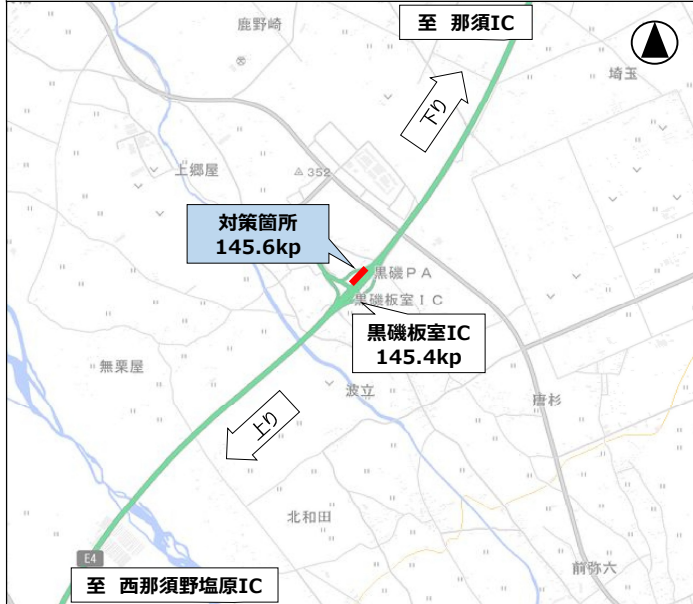 至 那須IC
鹿野崎
埼玉
下り
上郷屋
352
対策箇所
145.6kp
黒磯PA
黒磯板室IC
黒磯板室IC
145.4kp
無栗屋
波立
唐杉
上り
北和田
E4
前弥六
至 西那須野塩原IC